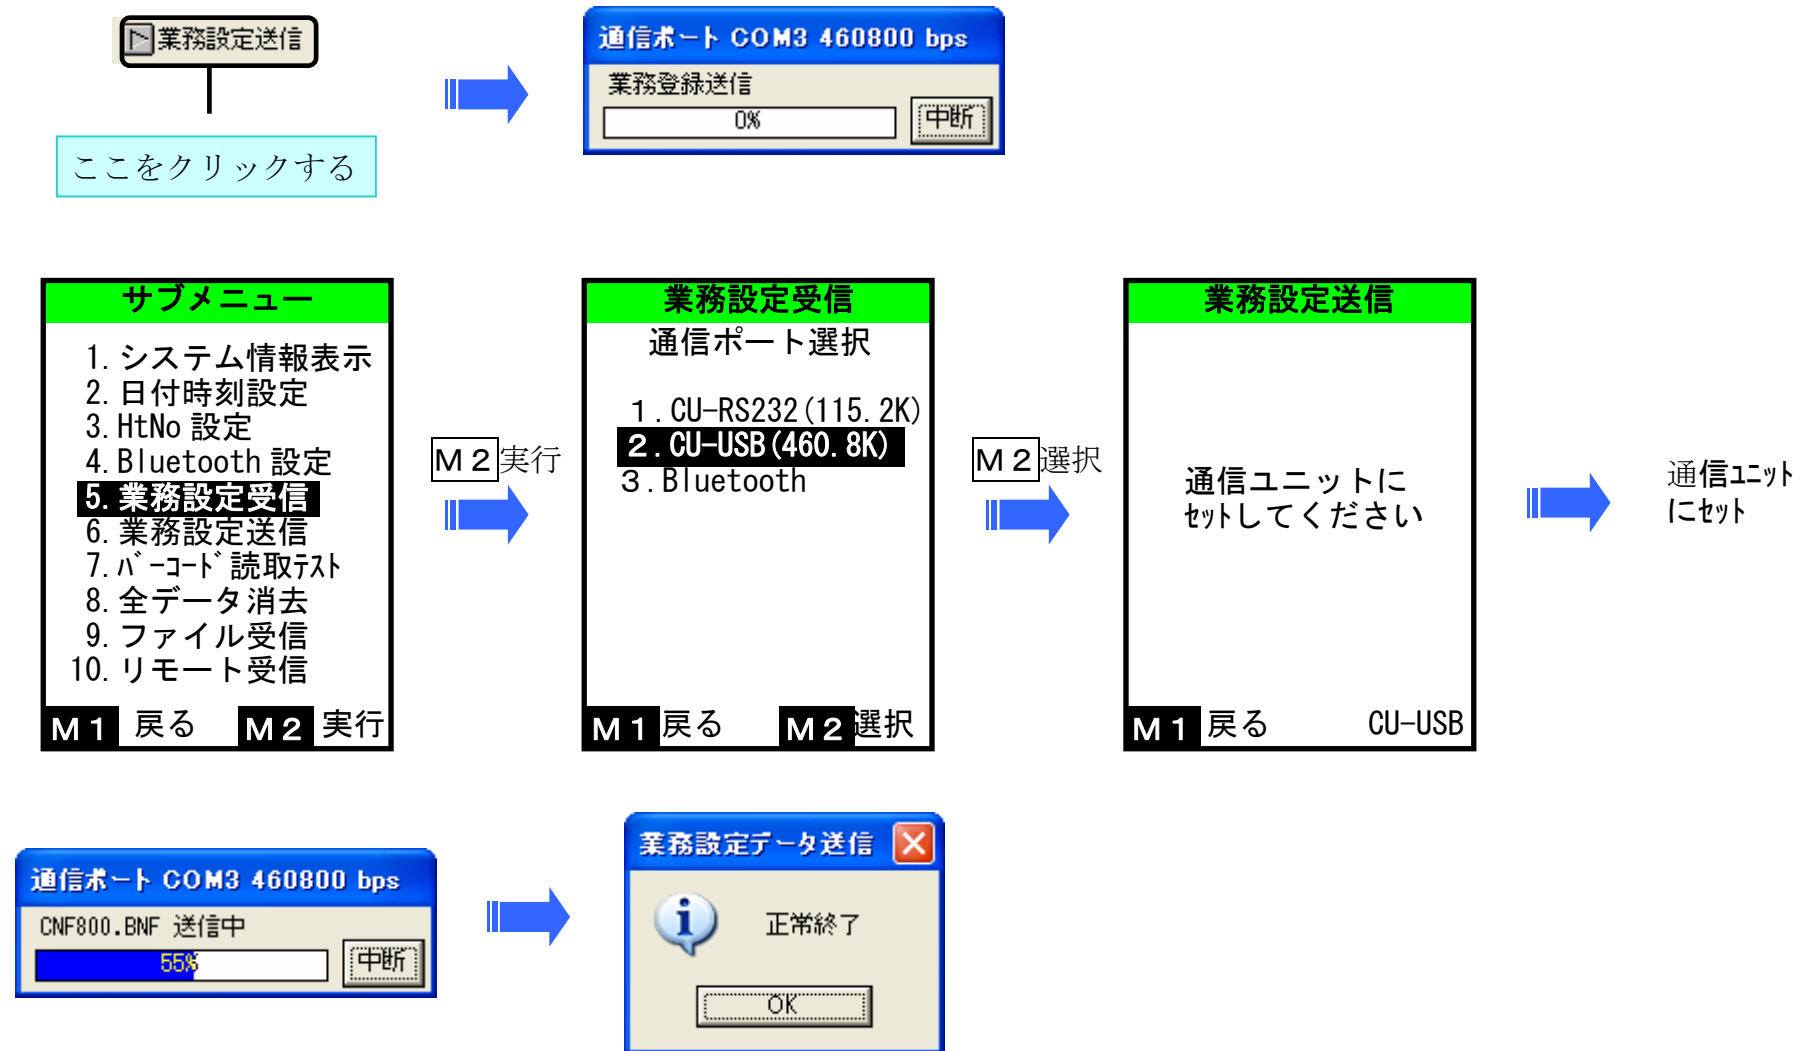 業務設定送信
ここをクリックする
通信ポート COM3 460800 bps
業務登録送信
0%
中断
サブメニュー
1. システム情報表示
2. 日付時刻設定
3. HtNo 設定
4. Bluetooth 設定
5. 業務設定受信
6. 業務設定送信
7. ﾊﾞｰｺｰﾄﾞ読取ﾃｽﾄ
8. 全データ消去
9. ファイル受信
10. リモート受信
Ｍ１ 戻る Ｍ２ 実行
Ｍ２実行
業務設定受信
通信ポート選択
１. CU-RS232(115.2K)
２. CU-USB(460.8K)
３. Bluetooth
Ｍ１ 戻る Ｍ２ 選択
Ｍ２選択
業務設定送信
通信ユニットに
ｾｯﾄしてください
Ｍ１ 戻る CU-USB
通信ﾕﾆｯﾄ
にｾｯﾄ
通信ポート COM3 460800 bps
CNF800.BNF 送信中
55%
中断
業務設定データ送信
正常終了
OK